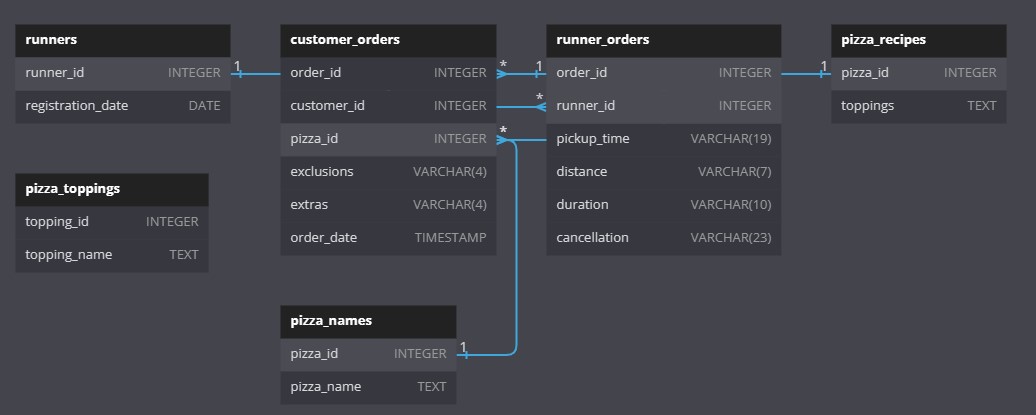 runners
runner_id INTEGER
registration_date DATE
customer_orders
order_id INTEGER
customer_id INTEGER
pizza_id INTEGER
exclusions VARCHAR(4)
extras VARCHAR(4)
order_date TIMESTAMP
runner_orders
order_id INTEGER
runner_id INTEGER
pickup_time VARCHAR(19)
distance VARCHAR(7)
duration VARCHAR(10)
cancellation VARCHAR(23)
pizza_recipes
pizza_id INTEGER
toppings TEXT
pizza_toppings
topping_id INTEGER
topping_name TEXT
pizza_names
pizza_id INTEGER
pizza_name TEXT
1
*
1
*
*
1
1